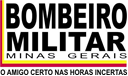 BOMBEIRO
MILITAR
MINAS GERAIS
O AMIGO CERTO NAS HORAS INCERTAS